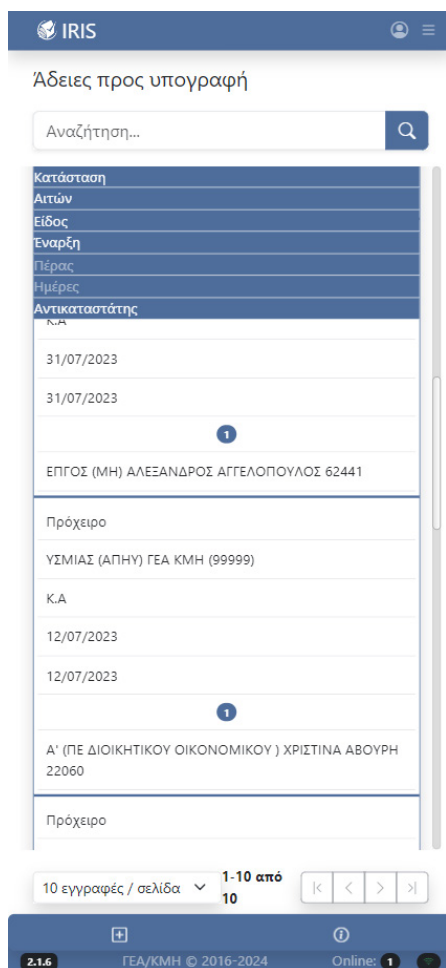 IRIS
Άδειες προς υπογραφή
Αναζήτηση...
Κατάσταση
Αιτών
Είδος
Έναρξη
Πέρας
Ημέρες
Αντικαταστάτης
Κ.Α
31/07/2023
31/07/2023
1
ΕΠΓΟΣ (ΜΗ) ΑΛΕΞΑΝΔΡΟΣ ΑΓΓΕΛΟΠΟΥΛΟΣ 62441
Πρόχειρο
ΥΣΜΙΑΣ (ΑΠΗΥ) ΓΕΑ ΚΜΗ (99999)
Κ.Α
12/07/2023
12/07/2023
1
Α' (ΠΕ ΔΙΟΙΚΗΤΙΚΟΥ ΟΙΚΟΝΟΜΙΚΟΥ ) ΧΡΙΣΤΙΝΑ ΑΒΟΥΡΗ
22060
Πρόχειρο
10 εγγραφές / σελίδα
1-10 από
10
2.1.6 ΓΕΑ/ΚΜΗ © 2016-2024 Online: 1